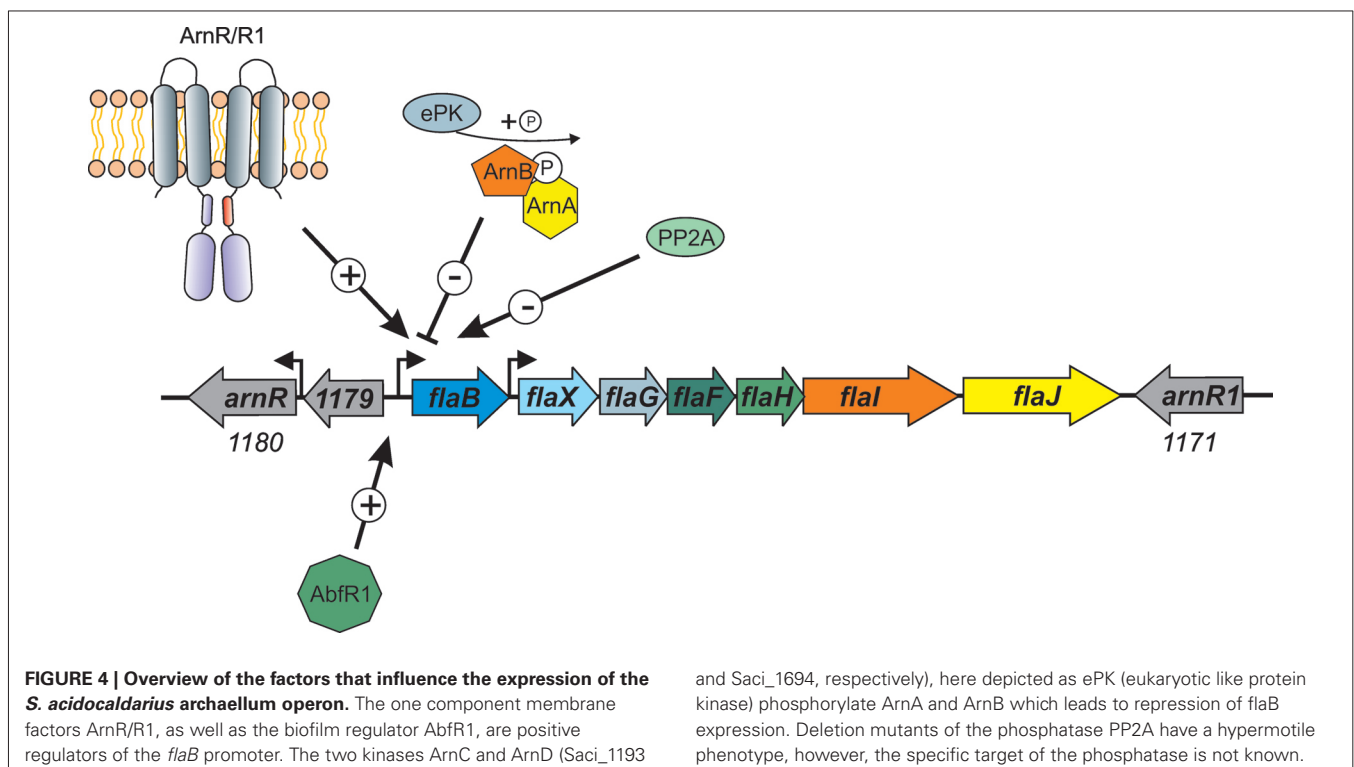 ArnR/R1
ePK
+ P
ArnB
P
ArnA
PP2A
+
-
-
arnR
1179
flaB
flaX
flaG
flaF
flaH
flaI
flaJ
arnR1
1180
1171
+
AbfR1
FIGURE 4 | Overview of the factors that influence the expression of the
S. acidocaldarius archaellum operon. The one component membrane
factors ArnR/R1, as well as the biofilm regulator AbfR1, are positive
regulators of the flaB promoter. The two kinases ArnC and ArnD (Saci_1193
and Saci_1694, respectively), here depicted as ePK (eukaryotic like protein
kinase) phosphorylate ArnA and ArnB which leads to repression of flaB
expression. Deletion mutants of the phosphatase PP2A have a hypermotile
phenotype, however, the specific target of the phosphatase is not known.